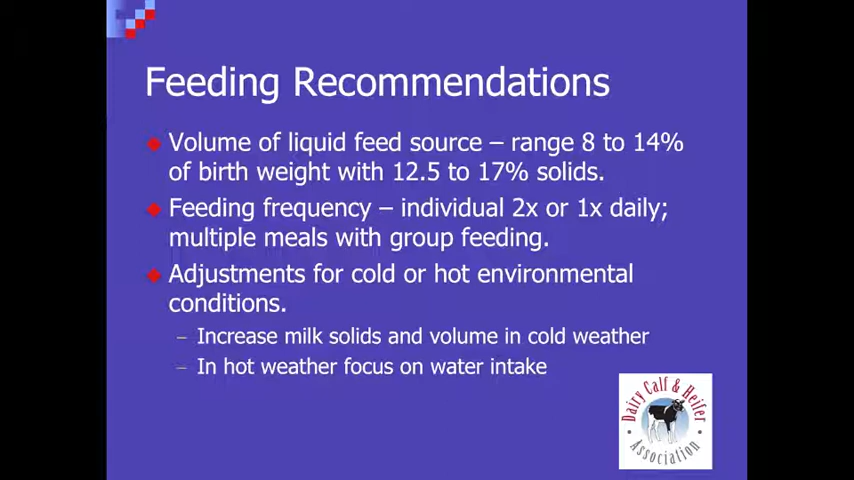 Feeding Recommendations
Volume of liquid feed source – range 8 to 14%
of birth weight with 12.5 to 17% solids.
Feeding frequency – individual 2x or 1x daily;
multiple meals with group feeding.
Adjustments for cold or hot environmental
conditions.
– Increase milk solids and volume in cold weather
– In hot weather focus on water intake
Dairy Calf & Heifer
• Association •